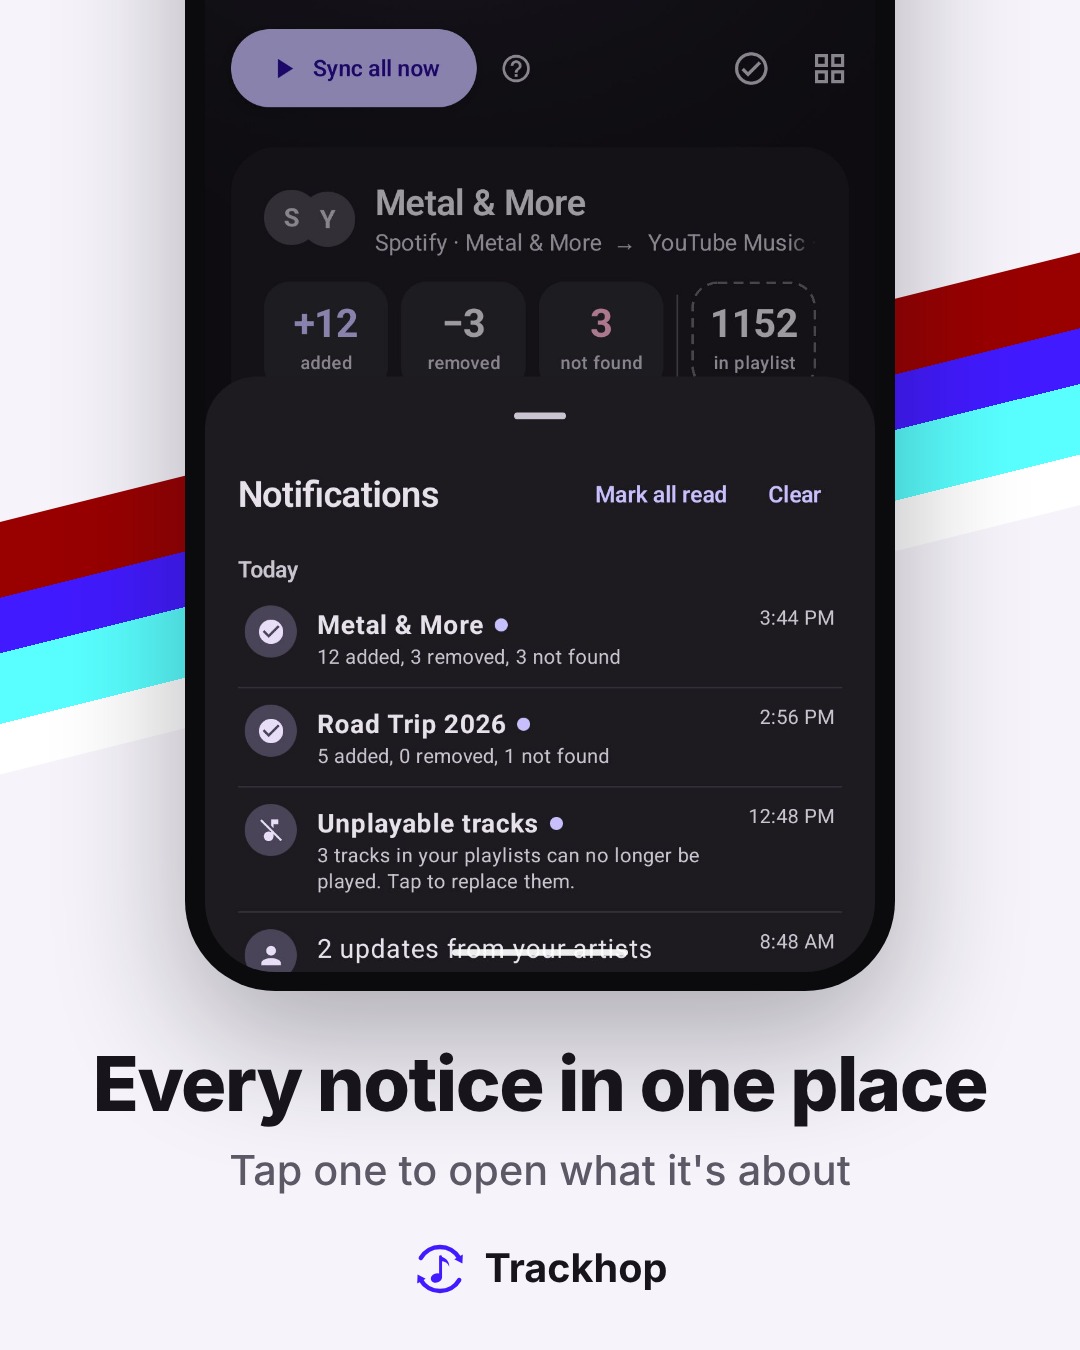 Sync all now
S Y
Metal & More
Spotify · Metal & More → YouTube Music
+12
added
−3
removed
3
not found
1152
in playlist
Notifications
Mark all read
Clear
Today
Metal & More
3:44 PM
12 added, 3 removed, 3 not found
Road Trip 2026
2:56 PM
5 added, 0 removed, 1 not found
Unplayable tracks
12:48 PM
3 tracks in your playlists can no longer be
played. Tap to replace them.
2 updates from your artists
8:48 AM
Every notice in one place
Tap one to open what it's about
Trackhop